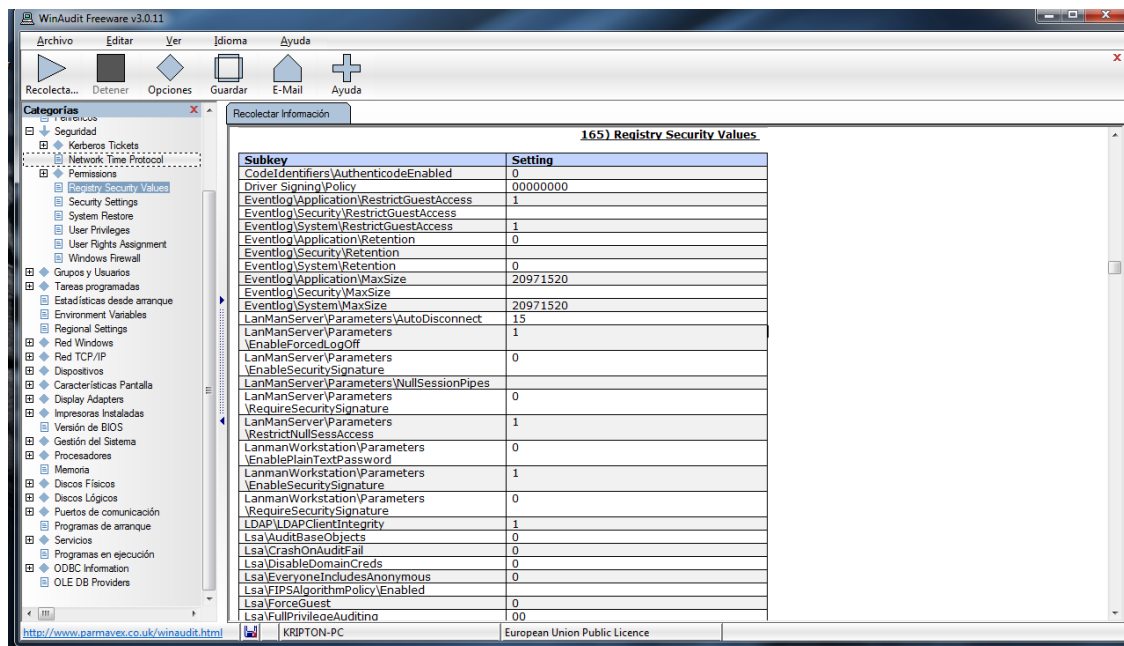 WinAudit Freeware v3.0.11
Archivo Editar Ver Idioma Ayuda
Recolecta... Detener Opciones Guardar E-Mail Ayuda
Categorías
Seguridad
Kerberos Tickets
Network Time Protocol
Permissions
Registry Security Values
Security Settings
System Restore
User Privileges
User Rights Assignment
Windows Firewall
Grupos y Usuarios
Tareas programadas
Estadísticas desde arranque
Environment Variables
Regional Settings
Red Windows
Red TCP/IP
Dispositivos
Características Pantalla
Display Adapters
Impresoras Instaladas
Versión de BIOS
Gestión del Sistema
Procesadores
Memoria
Discos Físicos
Discos Lógicos
Puertos de comunicación
Programas de arranque
Servicios
Programas en ejecución
ODBC Information
OLE DB Providers
Recolectar Información
165) Registry Security Values
Subkey Setting
CodeIdentifiers\AuthenticodeEnabled 0
Driver Signing\Policy 00000000
Eventlog\Application\RestrictGuestAccess 1
Eventlog\Security\RestrictGuestAccess
Eventlog\System\RestrictGuestAccess 1
Eventlog\Application\Retention 0
Eventlog\Security\Retention
Eventlog\System\Retention 0
Eventlog\Application\MaxSize 20971520
Eventlog\Security\MaxSize
Eventlog\System\MaxSize 20971520
LanManServer\Parameters\AutoDisconnect 15
LanManServer\Parameters 1
\EnableForcedLogOff
LanManServer\Parameters 0
\EnableSecuritySignature
LanManServer\Parameters\NullSessionPipes
LanManServer\Parameters 0
\RequireSecuritySignature
LanManServer\Parameters 1
\RestrictNullSessAccess
LanmanWorkstation\Parameters 0
\EnablePlainTextPassword
LanmanWorkstation\Parameters 1
\EnableSecuritySignature
LanmanWorkstation\Parameters 0
\RequireSecuritySignature
LDAP\LDAPClientIntegrity 1
Lsa\AuditBaseObjects 0
Lsa\CrashOnAuditFail 0
Lsa\DisableDomainCreds 0
Lsa\EveryoneIncludesAnonymous 0
Lsa\FIPSAlgorithmPolicy\Enabled
Lsa\ForceGuest 0
Lsa\FullPrivilegeAuditing 00
http://www.parmavex.co.uk/winaudit.html KRIPTON-PC European Union Public Licence